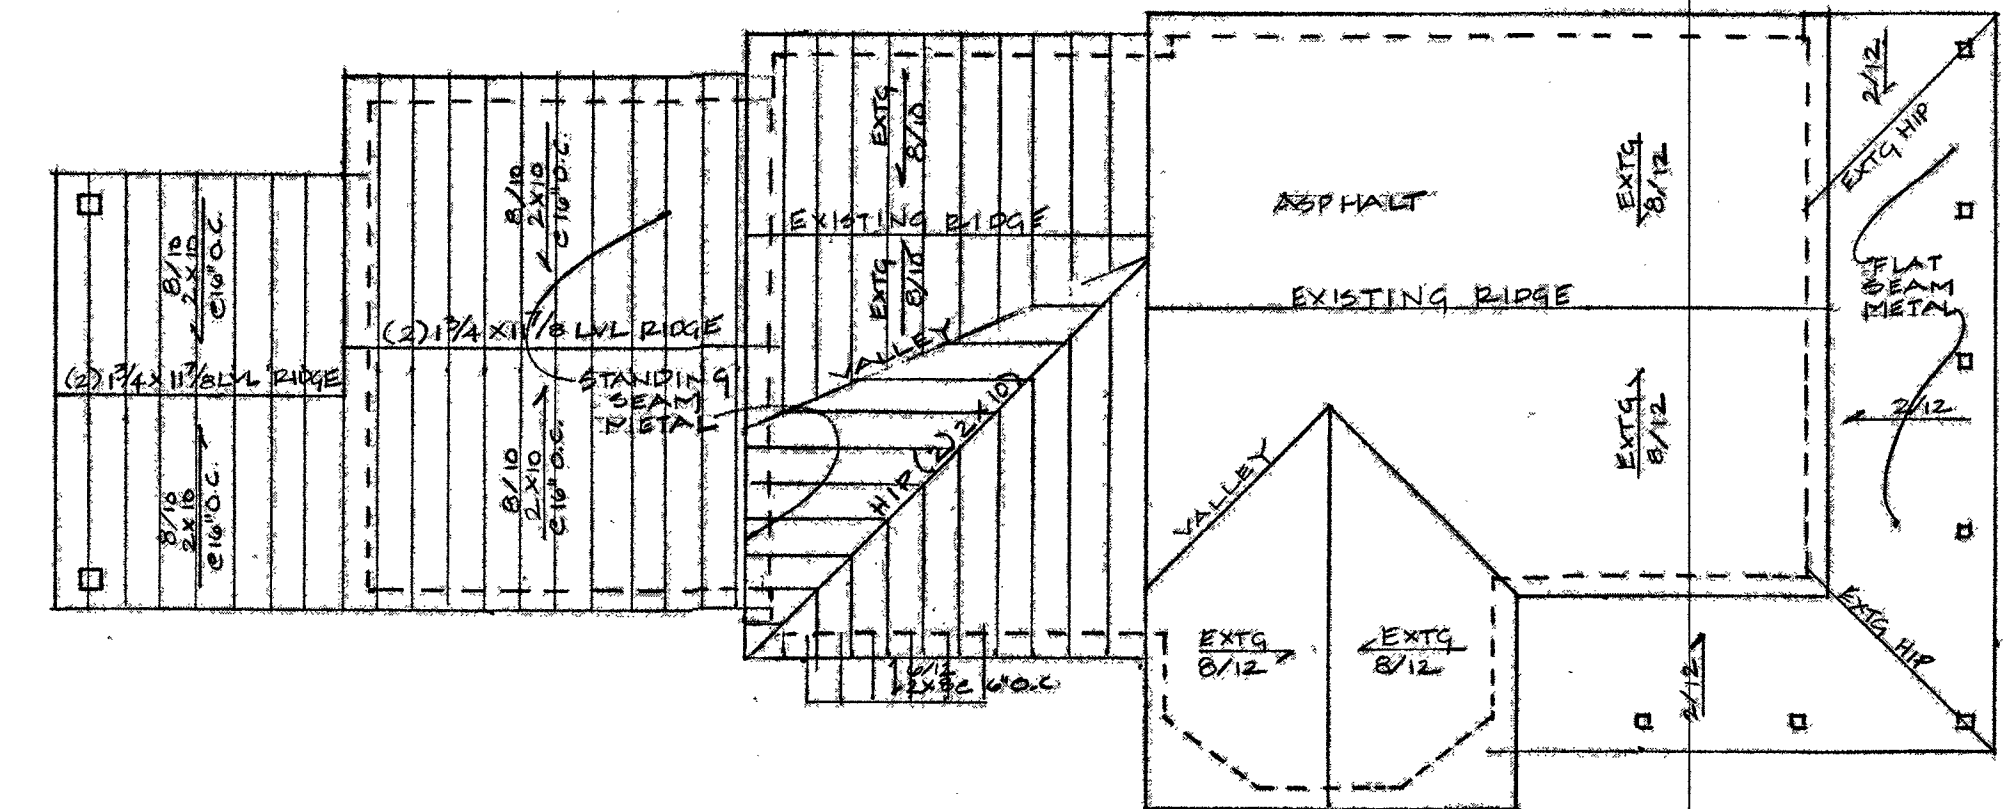 8/10
2X10
@16"O.C.
(2) 1 3/4 X 11 7/8 LVL RIDGE
8/10
2X10
@16"O.C.
8/10
2X10
@16"O.C.
(2) 1 3/4 X 11 7/8 LVL RIDGE
STANDING
SEAM
METAL
8/10
2X10
@16"O.C.
EXTG
8/10
EXISTING RIDGE
EXTG
8/10
VALLEY
HIP (2) 2X10
6/12
2X8@ 16"O.C.
ASPHALT
EXTG
8/12
EXISTING RIDGE
EXTG
8/12
VALLEY
EXTG
8/12
EXTG
8/12
2/12
EXTG HIP
FLAT
SEAM
METAL
2/12
EXTG HIP
2/12